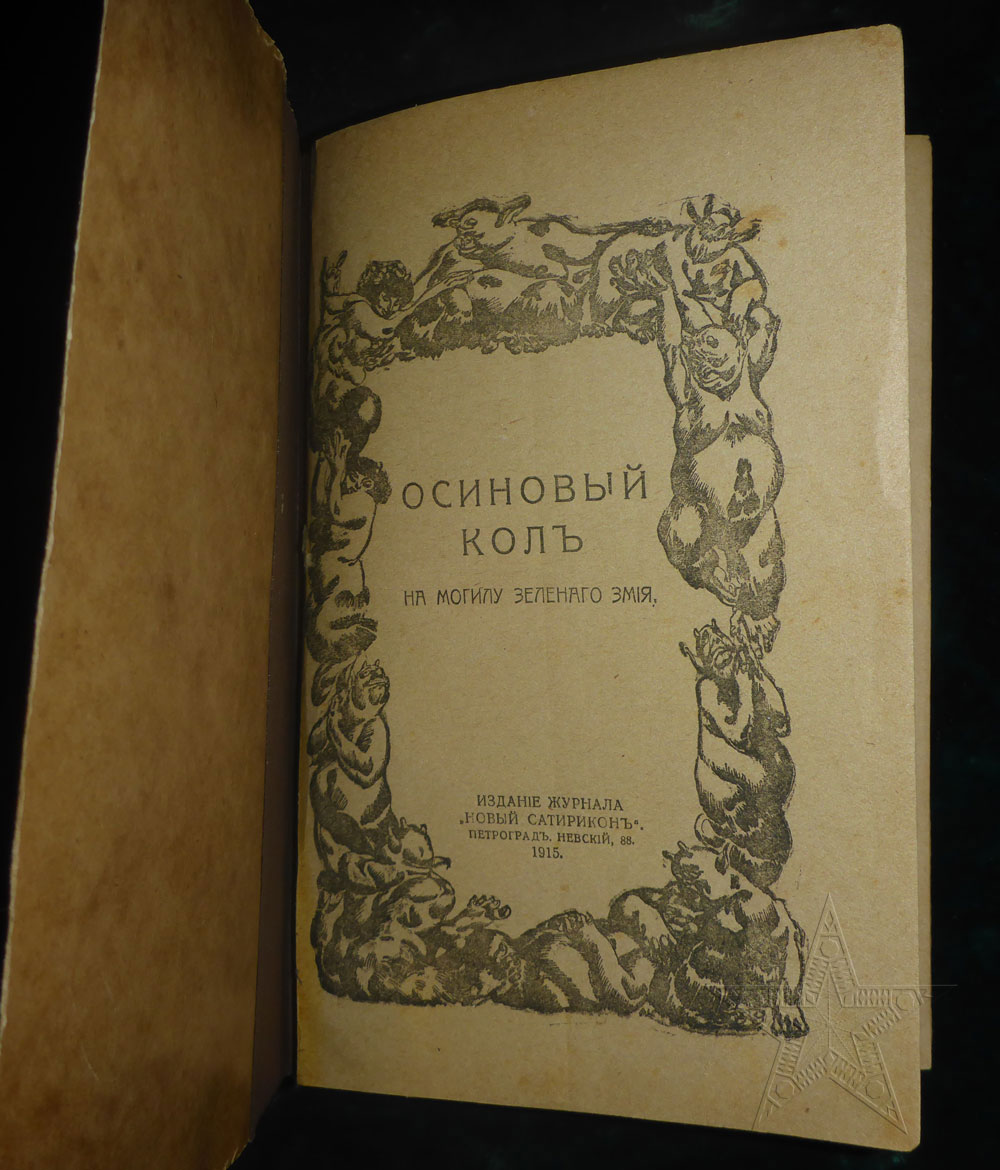 ОСИНОВЫЙ
КОЛЪ
НА МОГИЛУ ЗЕЛЕНАГО ЗМІЯ.
ИЗДАНІЕ ЖУРНАЛА
„НОВЫЙ САТИРИКОНЪ“.
ПЕТРОГРАДЪ. НЕВСКІЙ, 88.
1915.